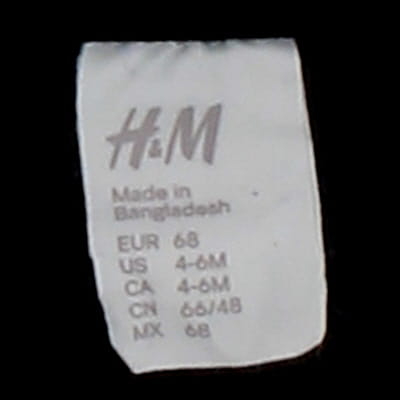 H&M
Made in
Bangladesh
EUR 68
US 4-6M
CA 4-6M
CN 66/48
MX 68